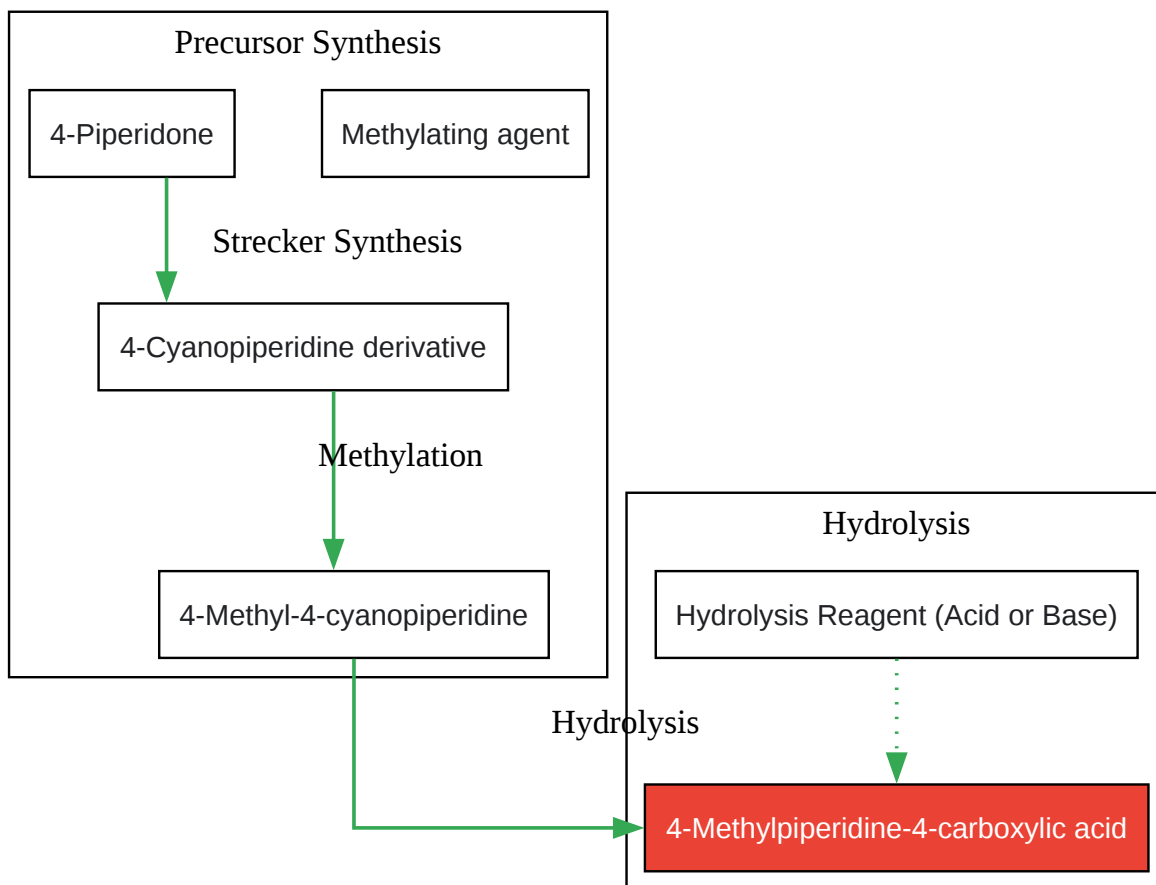 Precursor Synthesis
4-Piperidone
Methylating agent
Strecker Synthesis
4-Cyanopiperidine derivative
Methylation
4-Methyl-4-cyanopiperidine
Hydrolysis
Hydrolysis Reagent (Acid or Base)
Hydrolysis
4-Methylpiperidine-4-carboxylic acid